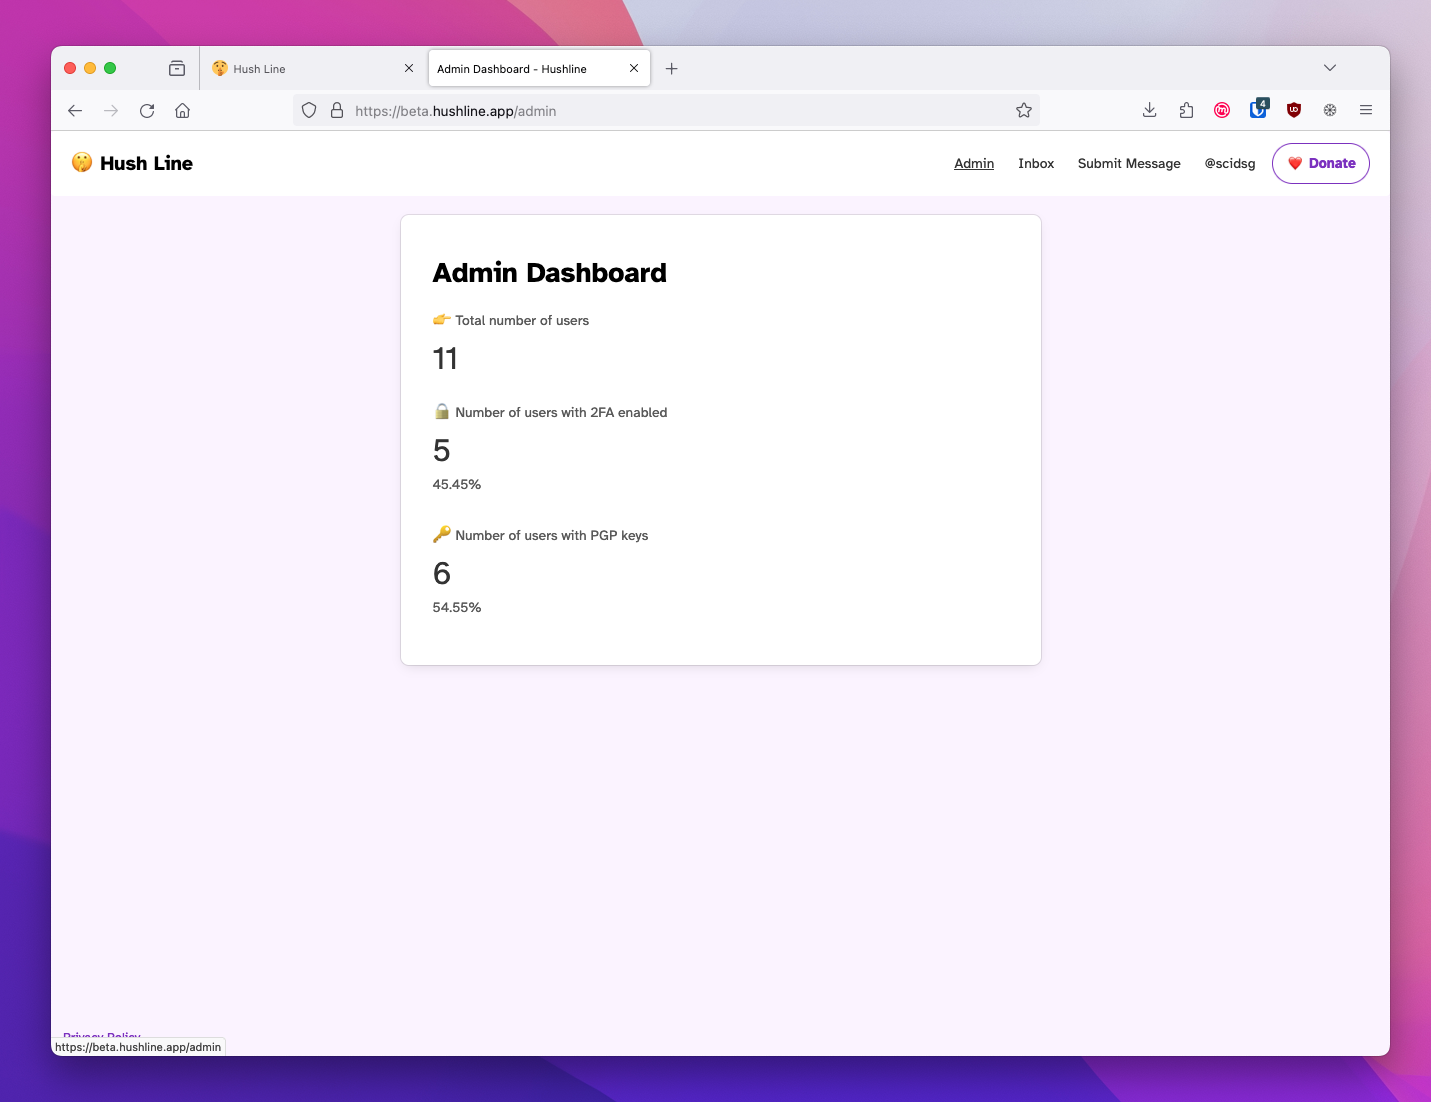 Hush Line
Admin Dashboard - Hushline
https://beta.hushline.app/admin
4
Hush Line
Admin
Inbox
Submit Message
@scidsg
Donate
Admin Dashboard
Total number of users
11
Number of users with 2FA enabled
5
45.45%
Number of users with PGP keys
6
54.55%
Privacy Policy
https://beta.hushline.app/admin